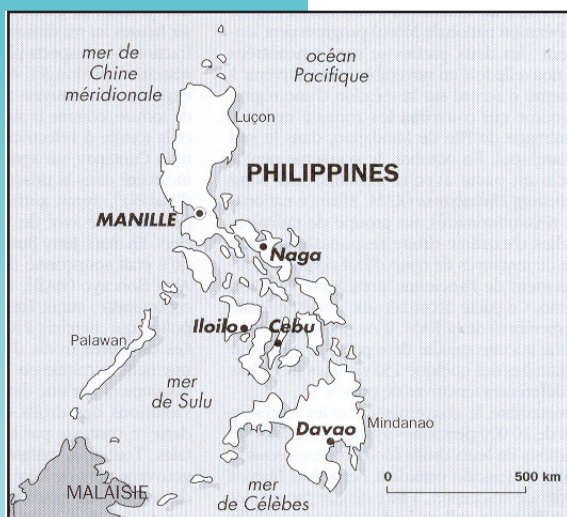 mer de
Chine
méridionale
océan
Pacifique
Luçon
PHILIPPINES
MANILLE
Naga
Iloilo
Cebu
Palawan
mer
de Sulu
Davao
Mindanao
MALAISIE
mer
de Célèbes
0
500 km